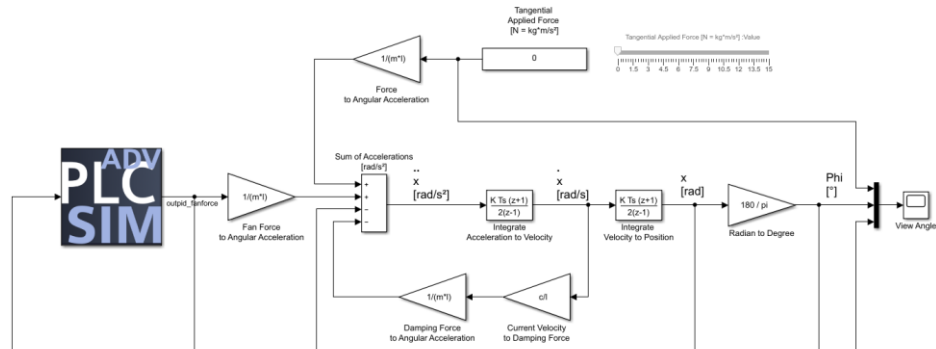 Tangential
Applied Force
[N = kg*m/s²]
0
Tangential Applied Force [N = kg*m/s²] :Value
0 1.5 3 4.5 6 7.5 9 10.5 12 13.5 15
1/(m*l)
Force
to Angular Acceleration
ADV
PLC
SIM
outpid_fanforce
1/(m*l)
Fan Force
to Angular Acceleration
Sum of Accelerations
[rad/s²]
+
+
−
−
ẍ
[rad/s²]
K Ts (z+1)
2(z-1)
Integrate
Acceleration to Velocity
ẋ
[rad/s]
K Ts (z+1)
2(z-1)
Integrate
Velocity to Position
x
[rad]
180 / pi
Radian to Degree
Phi
[°]
View Angle
1/(m*l)
Damping Force
to Angular Acceleration
c/l
Current Velocity
to Damping Force